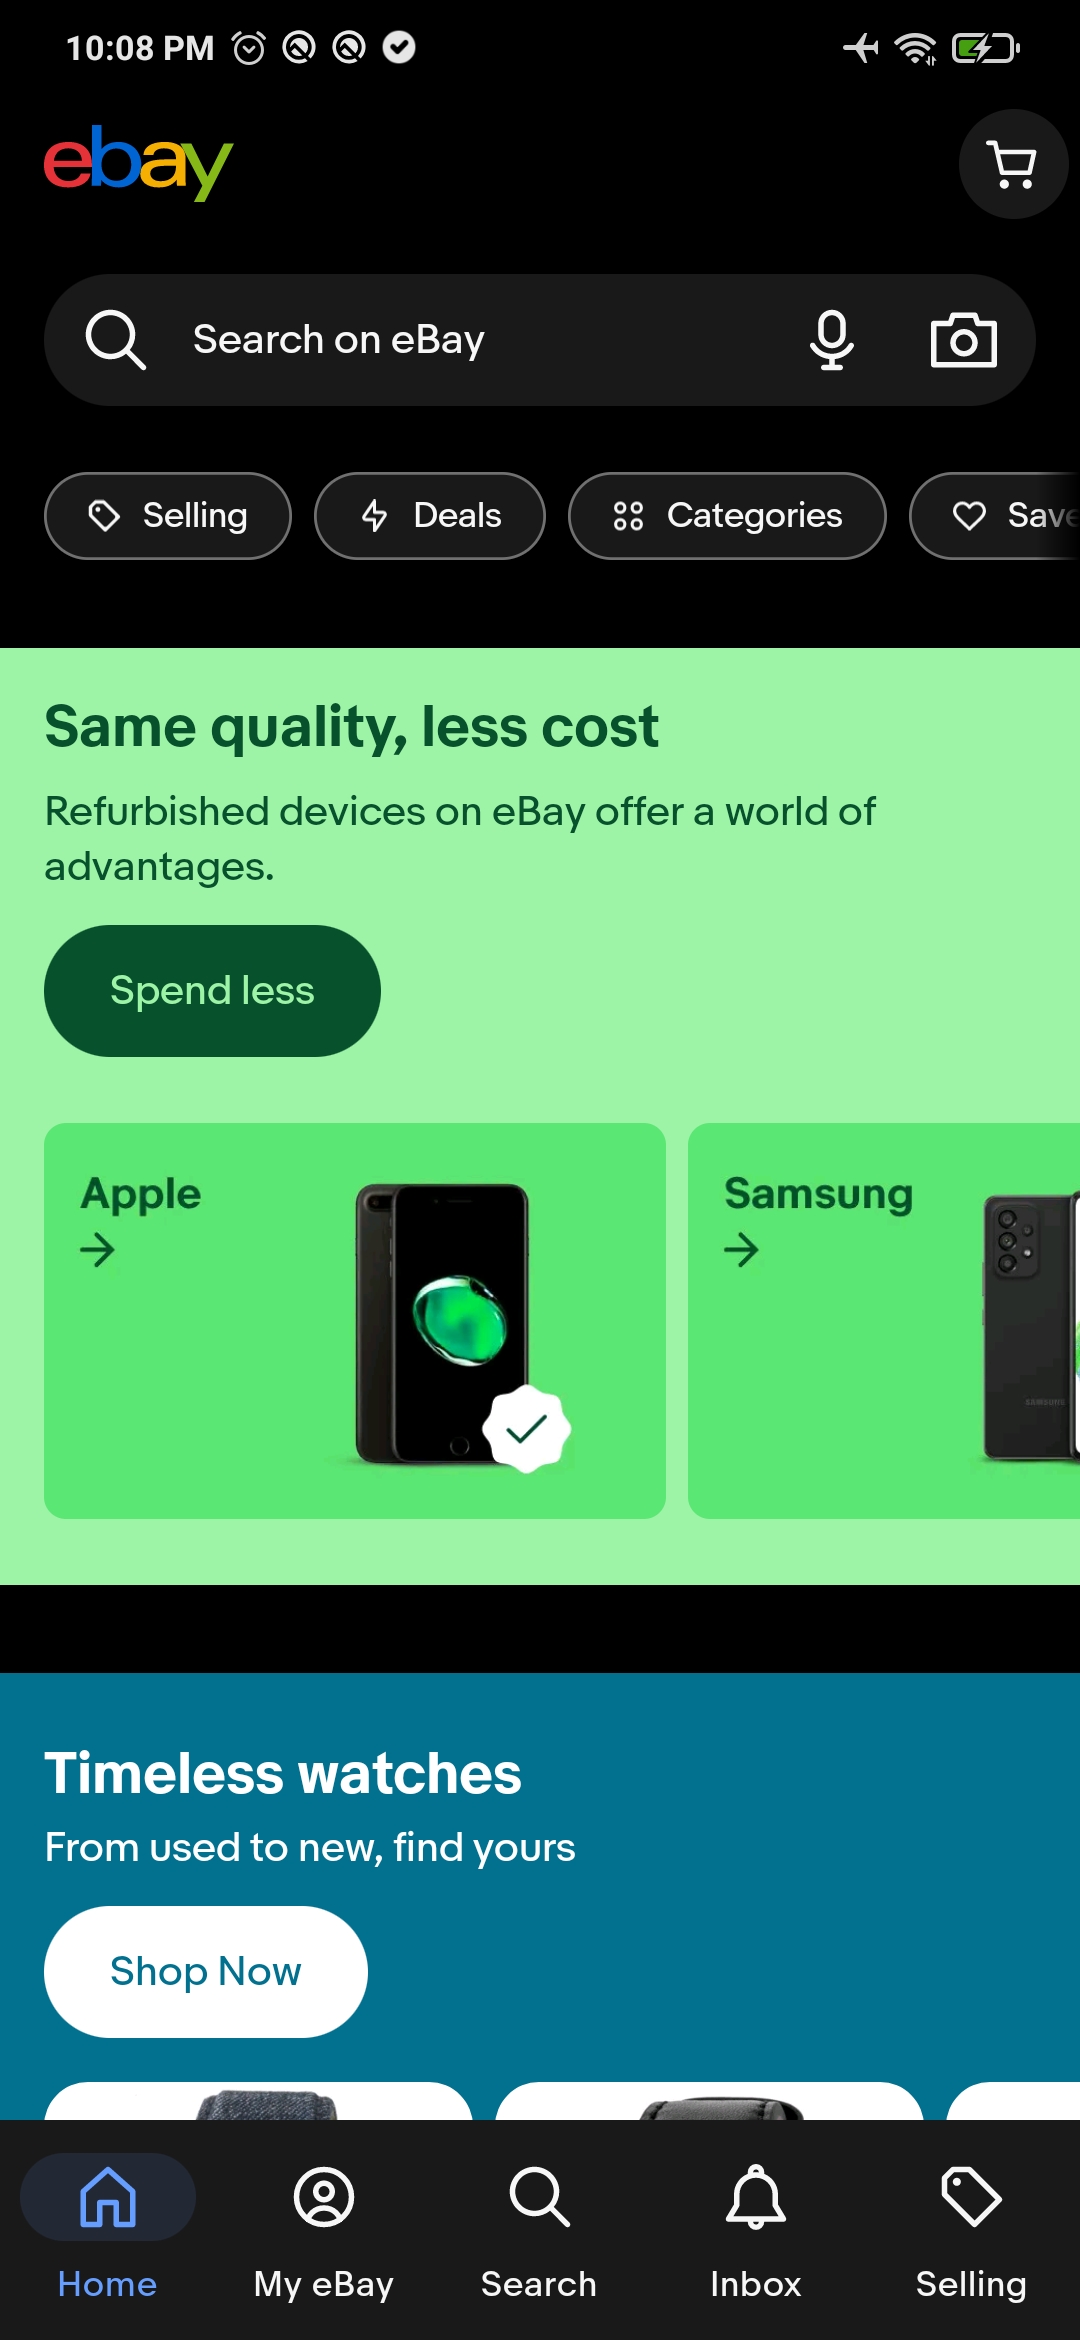 10:08 PM
ebay
Search on eBay
Selling
Deals
Categories
Save
Same quality, less cost
Refurbished devices on eBay offer a world of
advantages.
Spend less
Apple
Samsung
SAMSUNG
Timeless watches
From used to new, find yours
Shop Now
Home
My eBay
Search
Inbox
Selling